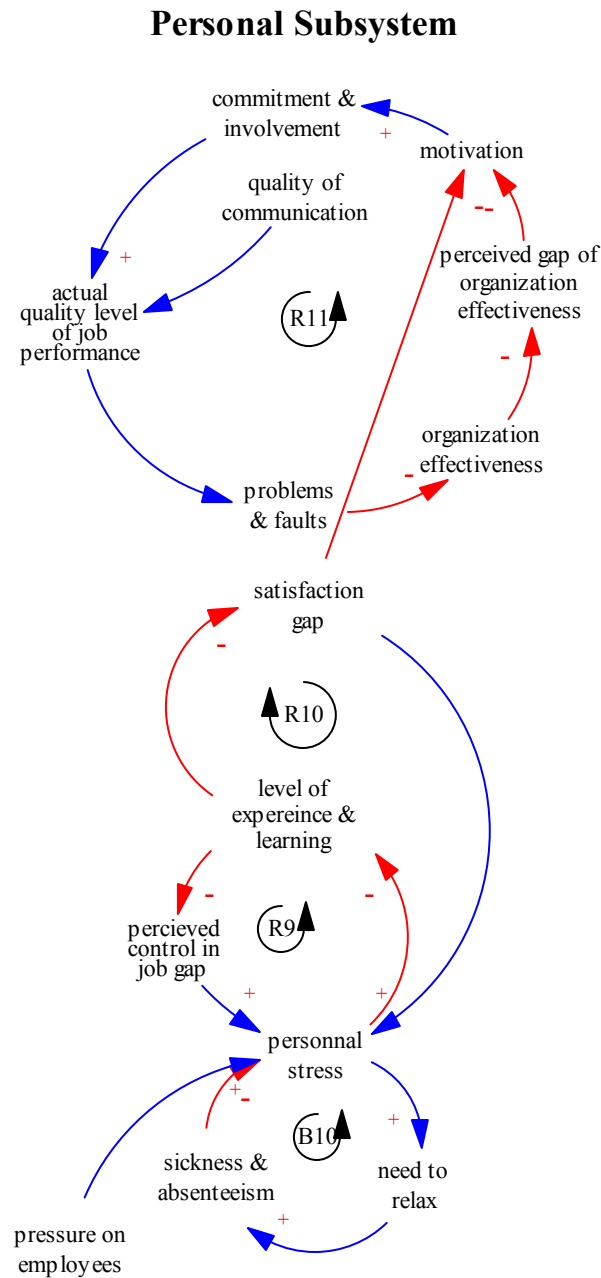 Personal Subsystem
commitment &
involvement
+
motivation
quality of
communication
--
+
perceived gap of
organization
effectiveness
actual
quality level
of job
performance
R11
-
organization
effectiveness
-
problems
& faults
satisfaction
gap
-
R10
level of
expereince &
learning
-
-
percieved
control in
job gap
R9
+
+
personnal
stress
+
-
+
B10
sickness &
absenteeism
need to
relax
+
pressure on
employees